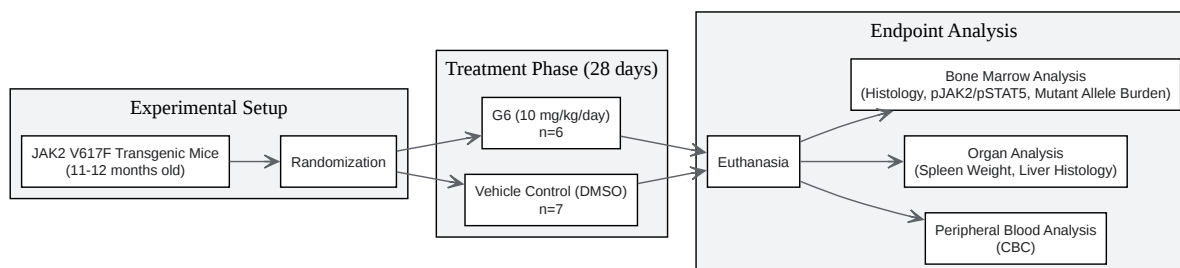 Experimental Setup
JAK2 V617F Transgenic Mice
(11-12 months old)
Randomization
Treatment Phase (28 days)
G6 (10 mg/kg/day)
n=6
Vehicle Control (DMSO)
n=7
Endpoint Analysis
Euthanasia
Bone Marrow Analysis
(Histology, pJAK2/pSTAT5, Mutant Allele Burden)
Organ Analysis
(Spleen Weight, Liver Histology)
Peripheral Blood Analysis
(CBC)